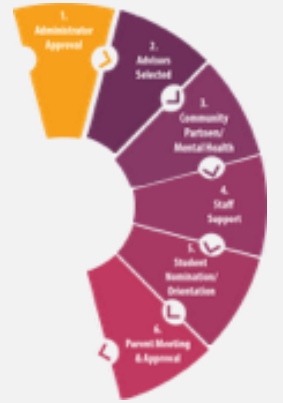 1.
Administrator
Approval
2.
Advisors
Selected
3.
Community
Partners/
Mental Health
4.
Staff
Support
5.
Student
Nomination/
Orientation
6.
Parent Meeting
& Approval